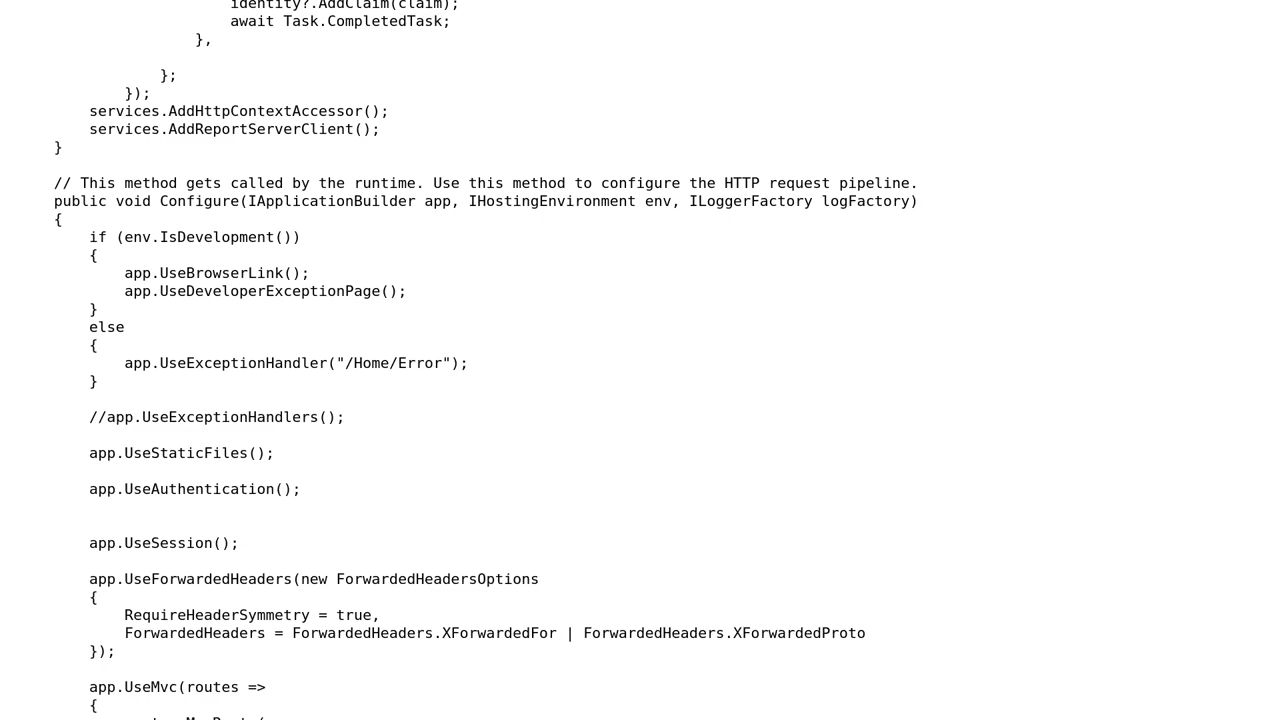 identity?.AddClaim(claim);
                    await Task.CompletedTask;
                },

            };
        });
    services.AddHttpContextAccessor();
    services.AddReportServerClient();
}

// This method gets called by the runtime. Use this method to configure the HTTP request pipeline.
public void Configure(IApplicationBuilder app, IHostingEnvironment env, ILoggerFactory logFactory)
{
    if (env.IsDevelopment())
    {
        app.UseBrowserLink();
        app.UseDeveloperExceptionPage();
    }
    else
    {
        app.UseExceptionHandler("/Home/Error");
    }

    //app.UseExceptionHandlers();

    app.UseStaticFiles();

    app.UseAuthentication();


    app.UseSession();

    app.UseForwardedHeaders(new ForwardedHeadersOptions
    {
        RequireHeaderSymmetry = true,
        ForwardedHeaders = ForwardedHeaders.XForwardedFor | ForwardedHeaders.XForwardedProto
    });

    app.UseMvc(routes =>
    {